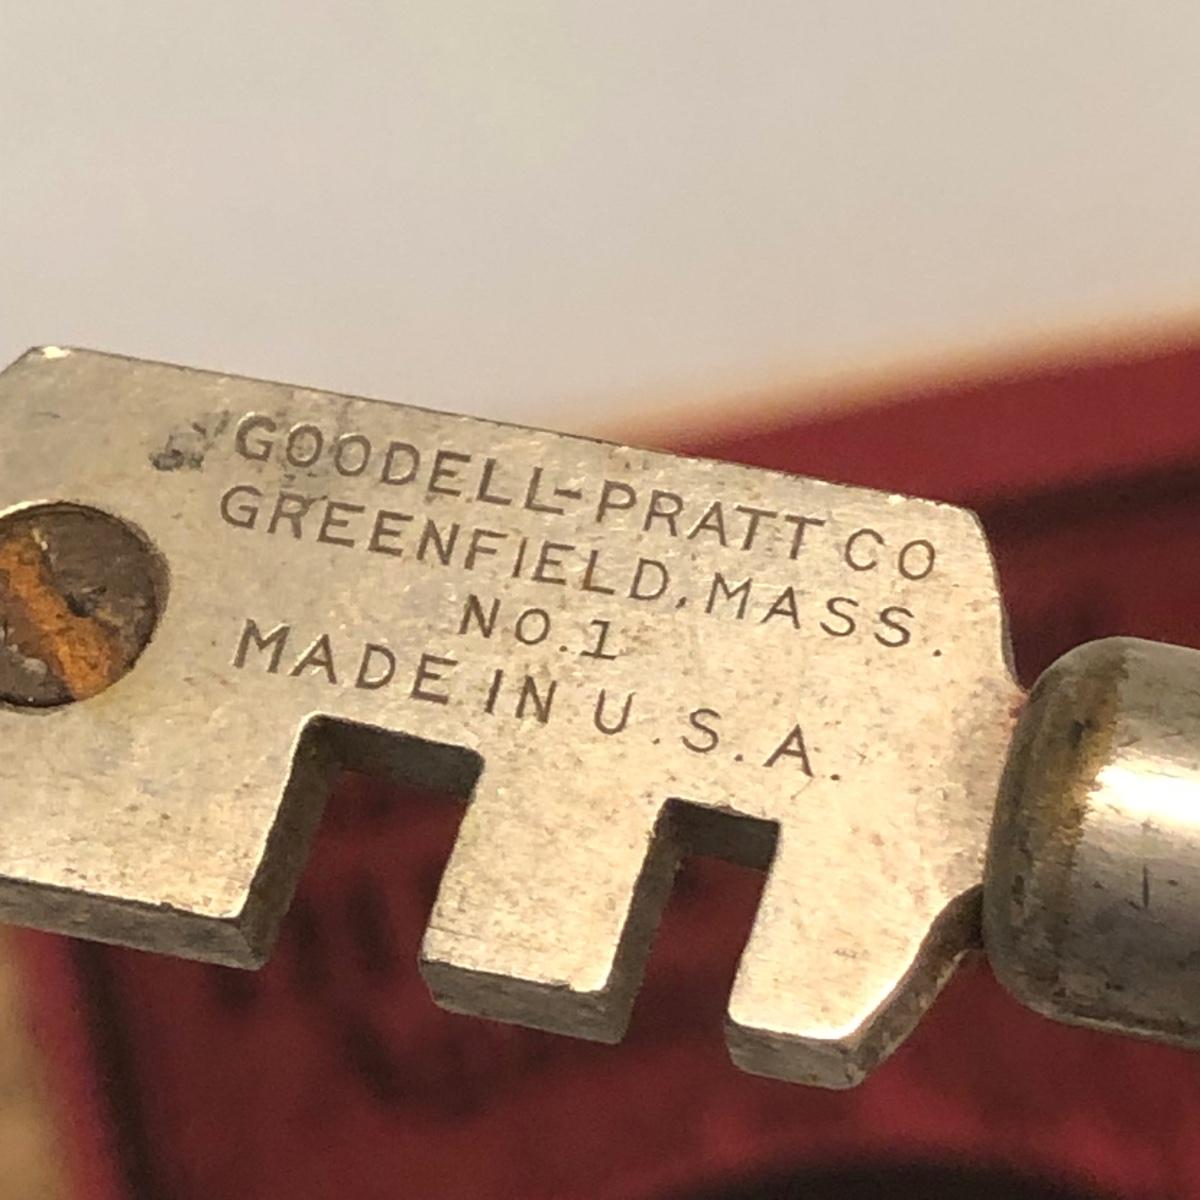 GOODELL-PRATT CO
GREENFIELD, MASS.
NO.1
MADE IN U.S.A.